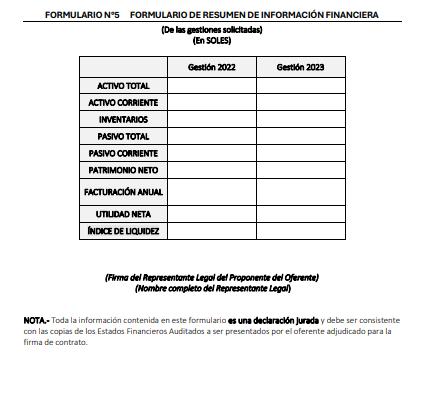 FORMULARIO N°5 FORMULARIO DE RESUMEN DE INFORMACIÓN FINANCIERA
(De las gestiones solicitadas)
(En SOLES)
Gestión 2022 Gestión 2023
ACTIVO TOTAL
ACTIVO CORRIENTE
INVENTARIOS
PASIVO TOTAL
PASIVO CORRIENTE
PATRIMONIO NETO
FACTURACIÓN ANUAL
UTILIDAD NETA
ÍNDICE DE LIQUIDEZ
(Firma del Representante Legal del Proponente del Oferente)
(Nombre completo del Representante Legal)
NOTA.- Toda la información contenida en este formulario es una declaración jurada y debe ser consistente
con las copias de los Estados Financieros Auditados a ser presentados por el oferente adjudicado para la
firma de contrato.